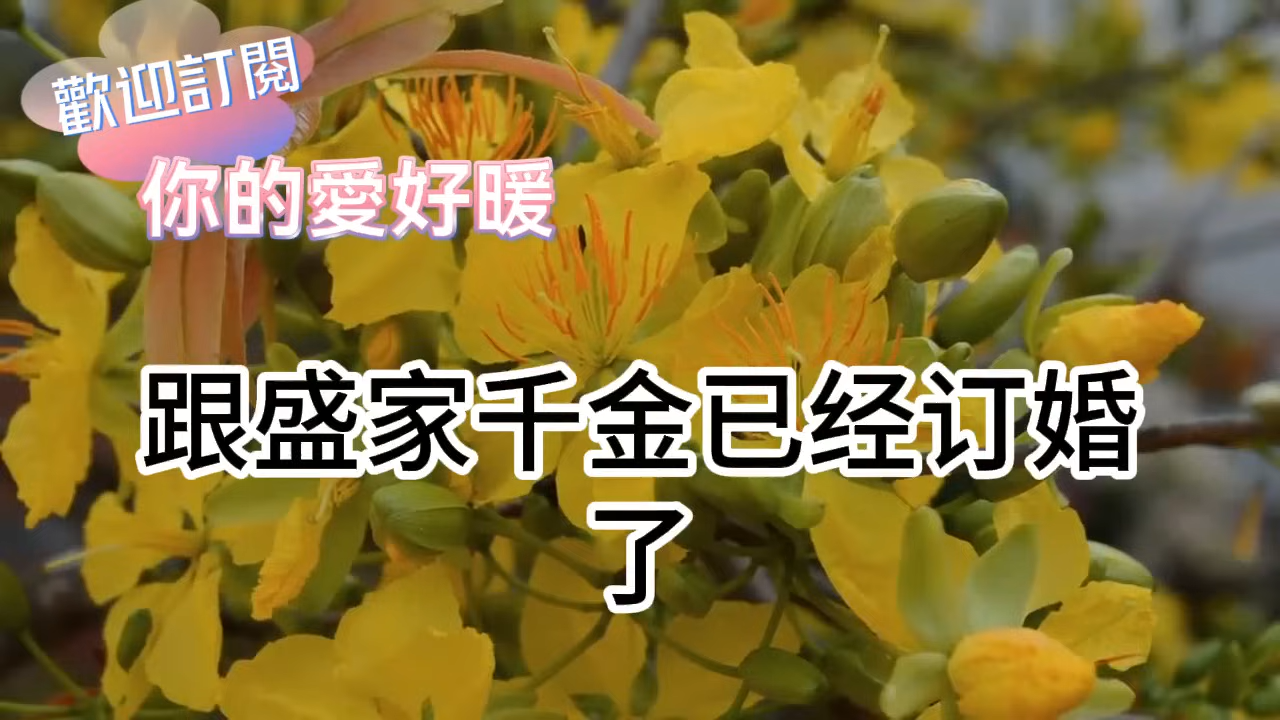 歡迎訂閱
你的愛好暖
跟盛家千金已经订婚
了